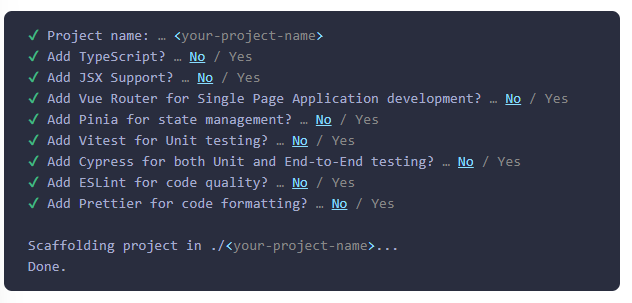 ✓ Project name: … <your-project-name>
✓ Add TypeScript? … No / Yes
✓ Add JSX Support? … No / Yes
✓ Add Vue Router for Single Page Application development? … No / Yes
✓ Add Pinia for state management? … No / Yes
✓ Add Vitest for Unit testing? … No / Yes
✓ Add Cypress for both Unit and End-to-End testing? … No / Yes
✓ Add ESLint for code quality? … No / Yes
✓ Add Prettier for code formatting? … No / Yes

Scaffolding project in ./<your-project-name>...
Done.